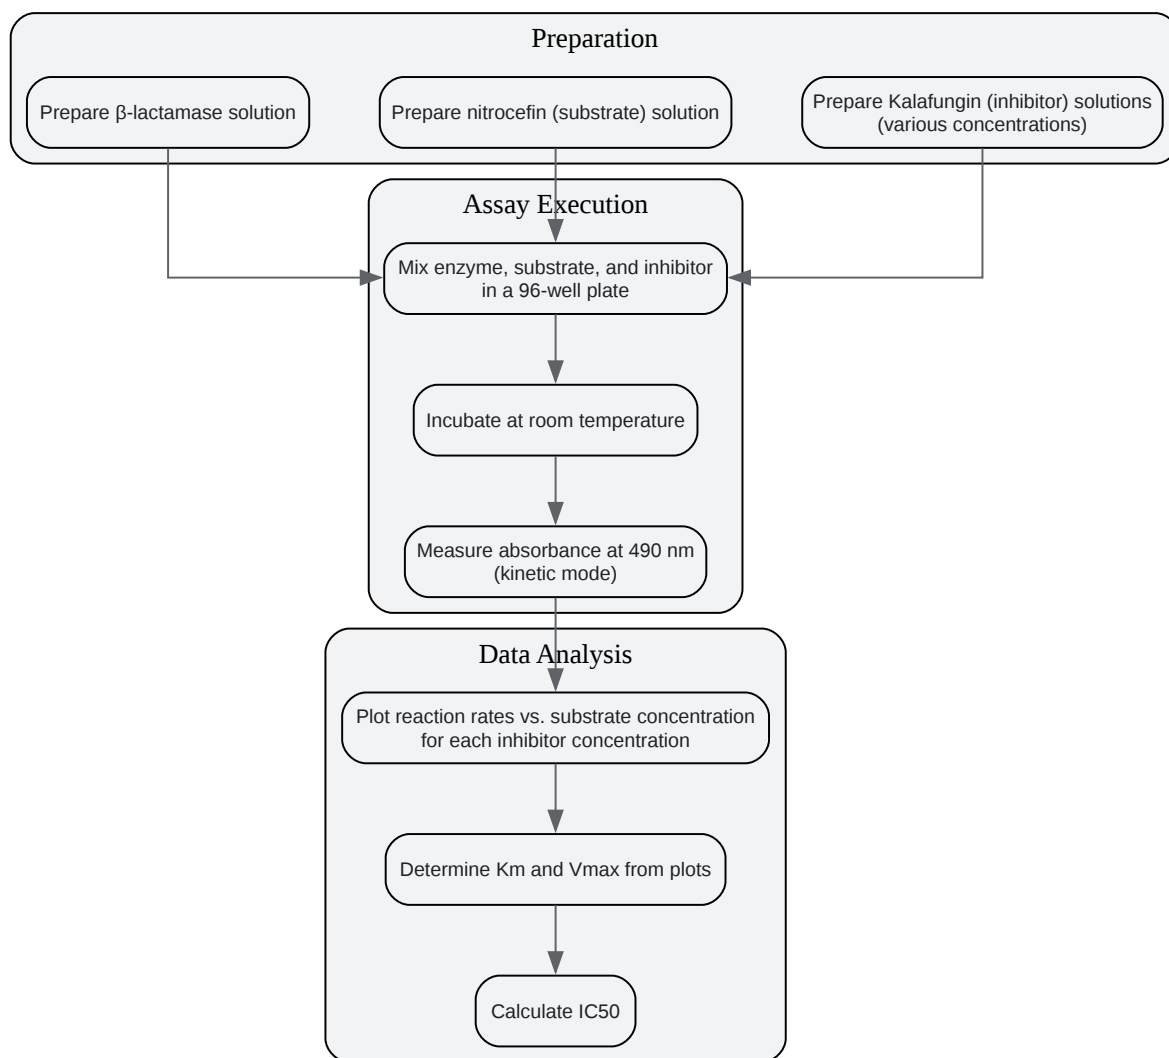 Preparation
Prepare β-lactamase solution
Prepare nitrocefin (substrate) solution
Prepare Kalafungin (inhibitor) solutions
(various concentrations)
Assay Execution
Mix enzyme, substrate, and inhibitor
in a 96-well plate
Incubate at room temperature
Measure absorbance at 490 nm
(kinetic mode)
Data Analysis
Plot reaction rates vs. substrate concentration
for each inhibitor concentration
Determine Km and Vmax from plots
Calculate IC50